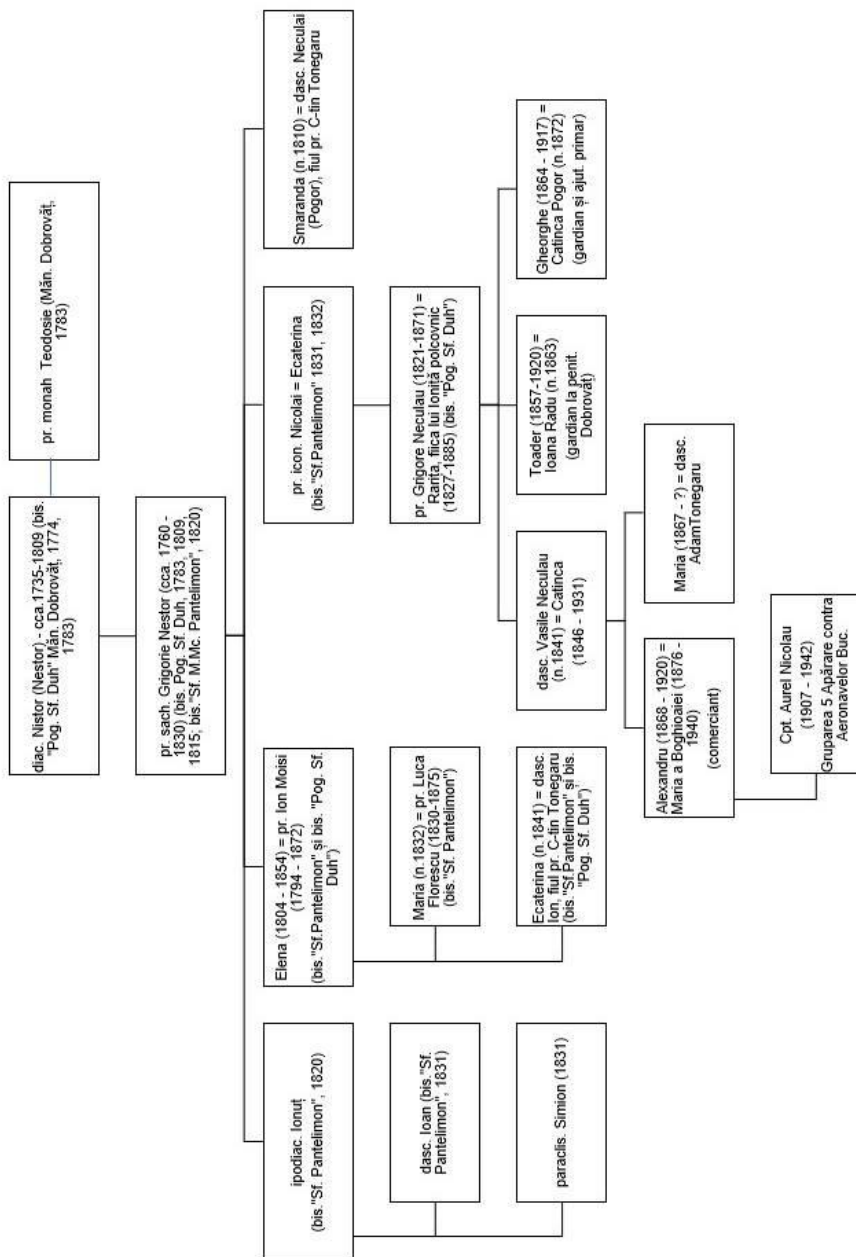 diac. Nistor (Nestor) - cca.1735-1809 (bis.
"Pog. Sf. Duh" Măn. Dobrovăț, 1774,
1783)
pr. monah Teodosie (Măn. Dobrovăț,
1783)
pr. sach. Grigorie Nestor (cca. 1760 -
1830) (bis. Pog. Sf. Duh, 1783, 1809,
1815; bis."Sf. M.Mc. Pantelimon", 1820)
ipodiac. Ionuț
(bis."Sf. Pantelimon", 1820)
Elena (1804 - 1854) = pr. Ion Moisi
(1794 - 1872)
(bis."Sf.Pantelimon" și bis. "Pog. Sf.
Duh")
pr. icon. Nicolai = Ecaterina
(bis."Sf.Pantelimon" 1831, 1832)
Smaranda (n.1810) = dasc. Neculai
(Pogor), fiul pr. C-tin Tonegaru
dasc. Ioan (bis."Sf.
Pantelimon", 1831)
Maria (n.1832) = pr. Luca
Florescu (1830-1875)
(bis."Sf. Pantelimon")
pr. Grigore Neculau (1821-1871) =
Rarița, fiica lui Ioniță polcovnic
(1827-1885) (bis. "Pog. Sf. Duh")
paraclis. Simion (1831)
Ecaterina (n.1841) = dasc.
Ion, fiul pr. C-tin Tonegaru
(bis."Sf.Pantelimon" si bis.
"Pog. Sf. Duh")
dasc. Vasile Neculau
(n.1841) = Catinca
(1846 - 1931)
Toader (1857-1920) =
Ioana Radu (n.1863)
(gardian la penit.
Dobrovăț)
Gheorghe (1864 - 1917) =
Catinca Pogor (n.1872)
(gardian și ajut. primar)
Alexandru (1868 - 1920) =
Maria a Boghioaiei (1876 -
1940)
(comerciant)
Maria (1867 - ?) = dasc.
AdamTonegaru
Cpt. Aurel Nicolau
(1907 - 1942)
Gruparea 5 Apărare contra
Aeronavelor Buc.